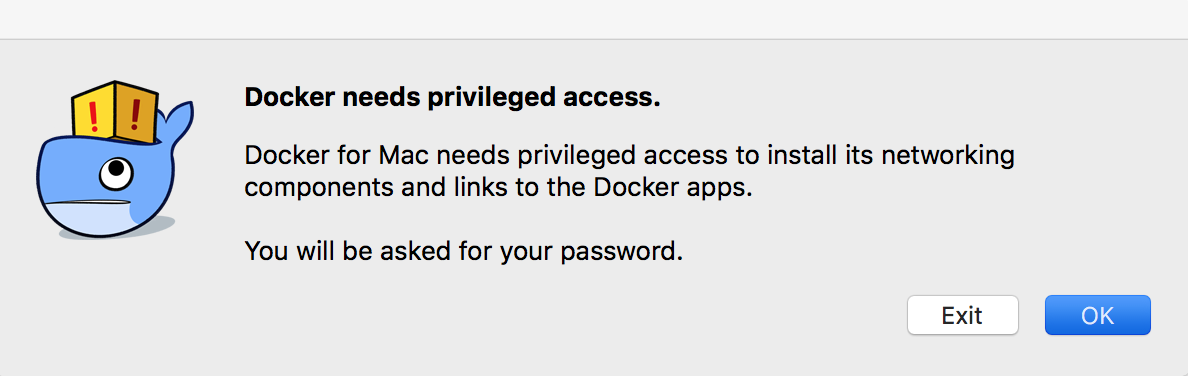 ! !
Docker needs privileged access.
Docker for Mac needs privileged access to install its networking
components and links to the Docker apps.
You will be asked for your password.
Exit OK